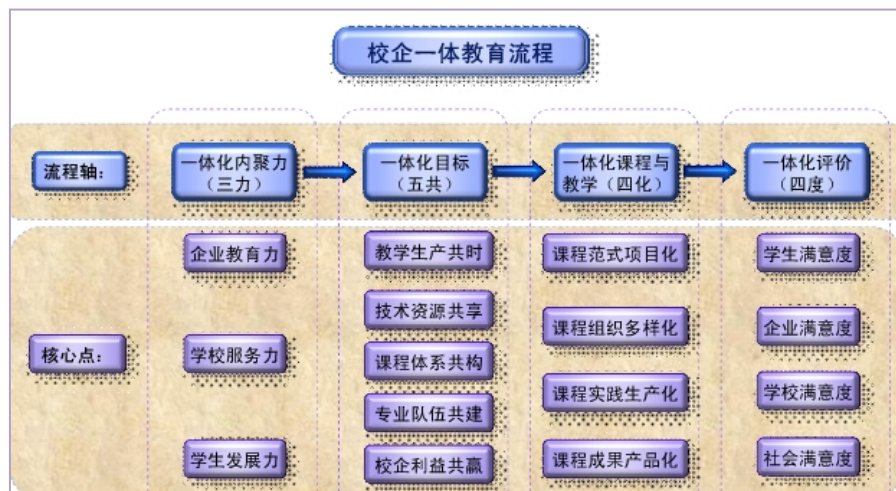 校企一体教育流程
流程轴：
一体化内聚力
（三力）
一体化目标
（五共）
一体化课程与
教学（四化）
一体化评价
（四度）
核心点：
企业教育力
学校服务力
学生发展力
教学生产共时
技术资源共享
课程体系共构
专业队伍共建
校企利益共赢
课程范式项目化
课程组织多样化
课程实践生产化
课程成果产品化
学生满意度
企业满意度
学校满意度
社会满意度